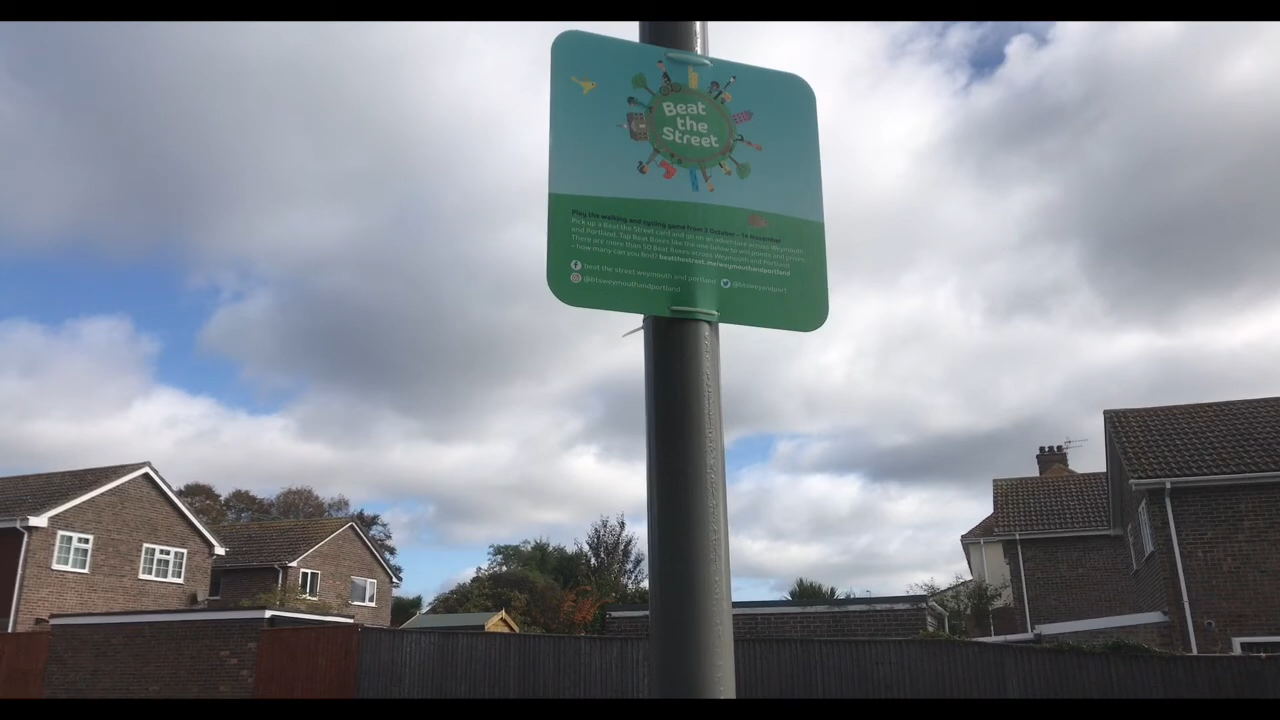 Beat
the
Street
Play the walking and cycling game from 3 October – 14 November
Pick up a Beat the Street card and go on an adventure across Weymouth
and Portland. Tap Beat Boxes like the one below to earn points and prizes.
There are more than 50 Beat Boxes across Weymouth and Portland
– how many can you find? beatthestreet.me/weymouthandportland
beat the street weymouth and portland @btsweyandport
@btsweymouthandportland